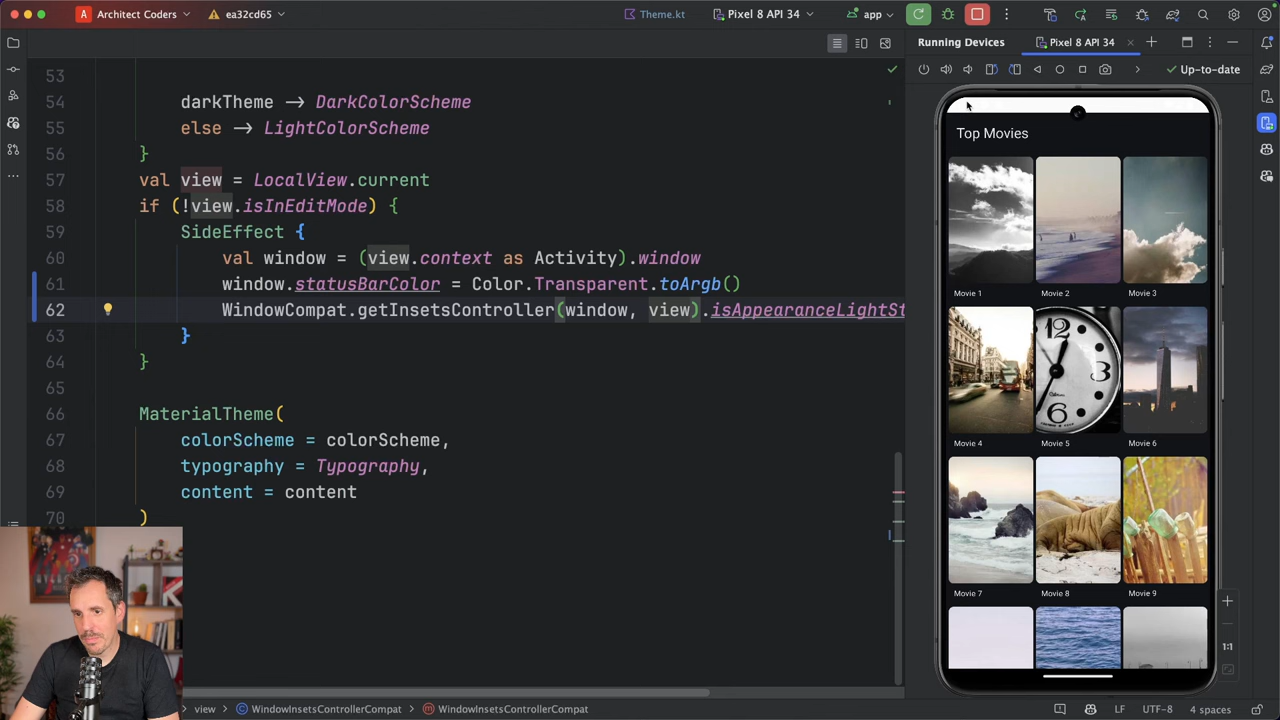 A Architect Coders
ea32cd65
Theme.kt
Pixel 8 API 34
app
Running Devices
Pixel 8 API 34
Up-to-date
53
54 darkTheme -> DarkColorScheme
55 else -> LightColorScheme
56 }
57 val view = LocalView.current
58 if (!view.isInEditMode) {
59 SideEffect {
60 val window = (view.context as Activity).window
61 window.statusBarColor = Color.Transparent.toArgb()
62 WindowCompat.getInsetsController(window, view).isAppearanceLightSt
63 }
64 }
65
66 MaterialTheme(
67 colorScheme = colorScheme,
68 typography = Typography,
69 content = content
70 )
Top Movies
Movie 1
Movie 2
Movie 3
Movie 4
Movie 5
Movie 6
Movie 7
Movie 8
Movie 9
12
3
6
1:1
view
WindowInsetsControllerCompat
WindowInsetsControllerCompat
LF
UTF-8
4 spaces